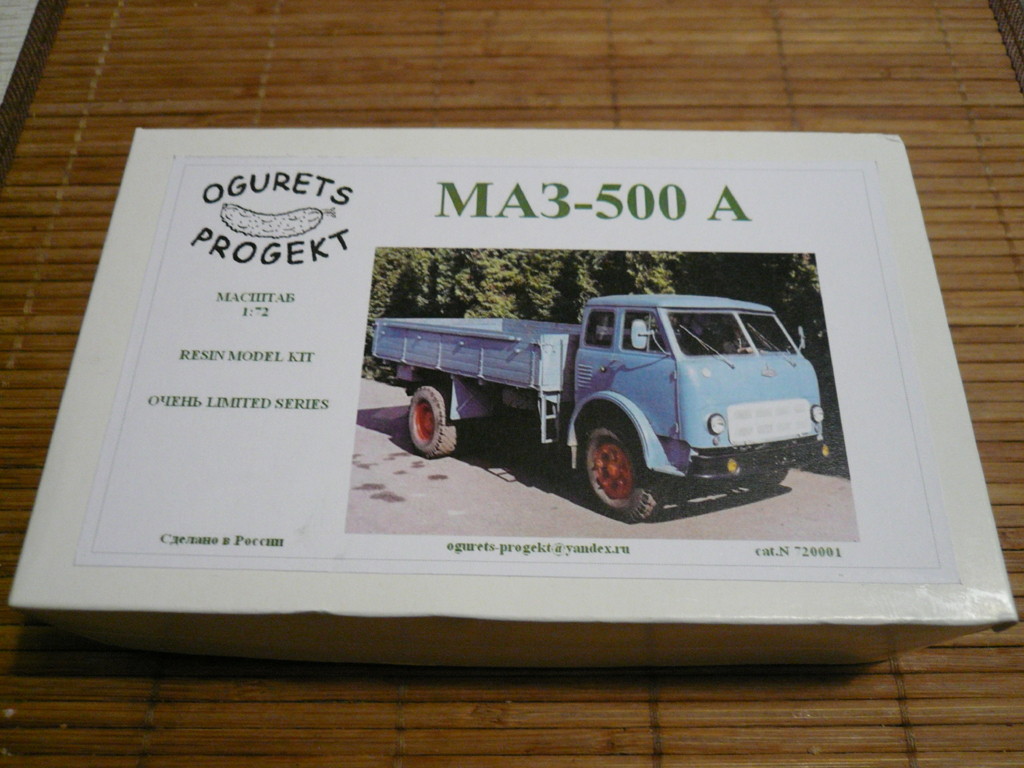 OGURETS
PROGEKT
МАЗ-500 А
МАСШТАБ
1:72
RESIN MODEL KIT
ОЧЕНЬ LIMITED SERIES
Сделано в России
ogurets-progekt@yandex.ru
cat.N 720001